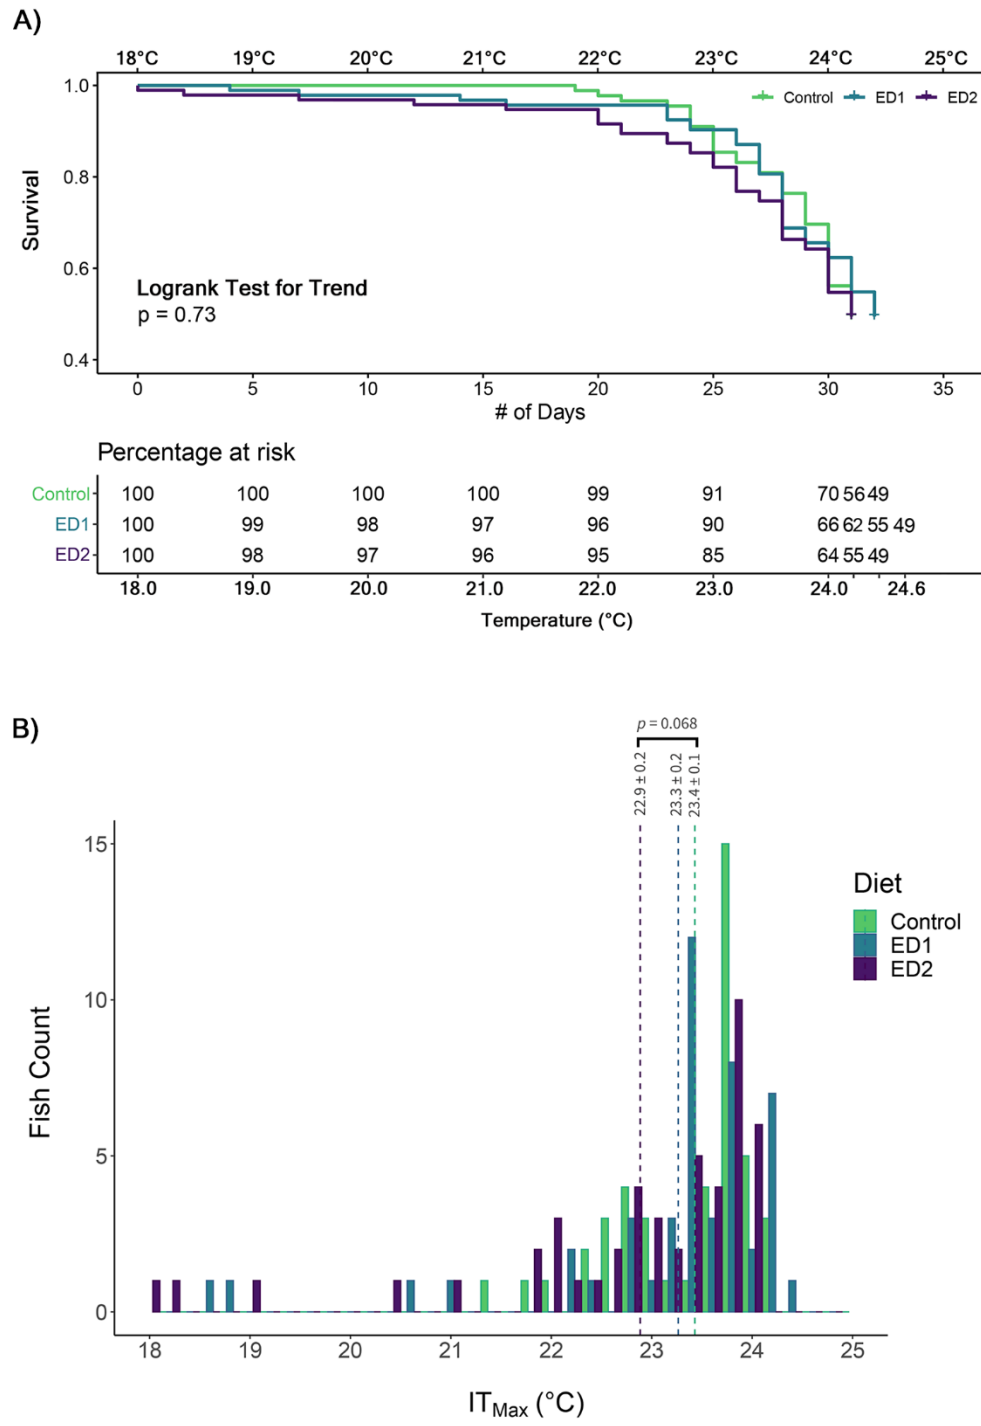 A)
18°C 19°C 20°C 21°C 22°C 23°C 24°C 25°C
1.0
Control ED1 ED2
0.8
Survival
0.6
Logrank Test for Trend
p = 0.73
0.4
0 5 10 15 20 25 30 35
# of Days
Percentage at risk
Control 100 100 100 100 99 91 70 56 49
ED1 100 99 98 97 96 90 66 62 55 49
ED2 100 98 97 96 95 85 64 55 49
18.0 19.0 20.0 21.0 22.0 23.0 24.0 24.6
Temperature (°C)
B)
p = 0.068
22.9 ± 0.2
23.3 ± 0.2
23.4 ± 0.1
15
Diet
Control
ED1
ED2
10
Fish Count
5
0
18 19 20 21 22 23 24 25
ITMax (°C)